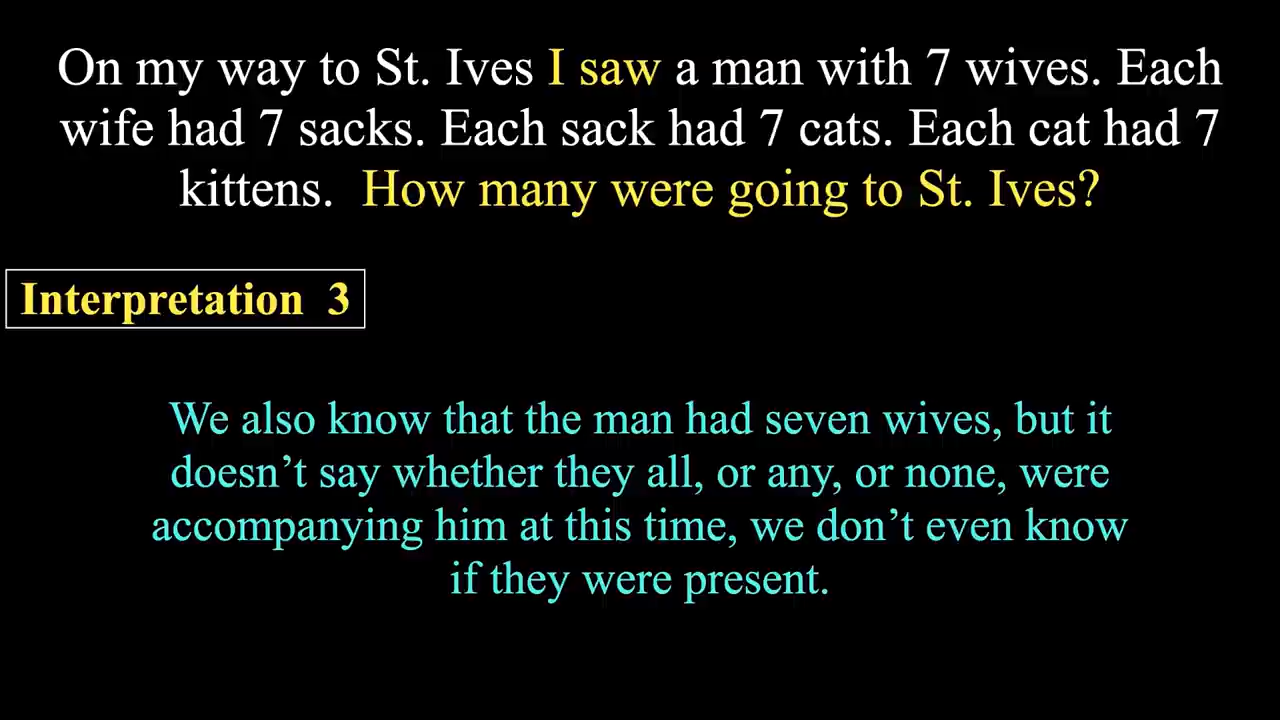 On my way to St. Ives I saw a man with 7 wives. Each
wife had 7 sacks. Each sack had 7 cats. Each cat had 7
kittens. How many were going to St. Ives?
Interpretation 3
We also know that the man had seven wives, but it
doesn’t say whether they all, or any, or none, were
accompanying him at this time, we don’t even know
if they were present.